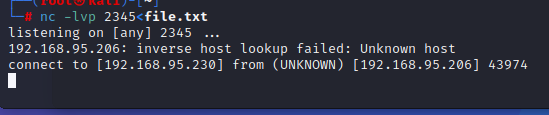 (root㉿kali)-[~]
# nc -lvp 2345<file.txt
listening on [any] 2345 ...
192.168.95.206: inverse host lookup failed: Unknown host
connect to [192.168.95.230] from (UNKNOWN) [192.168.95.206] 43974